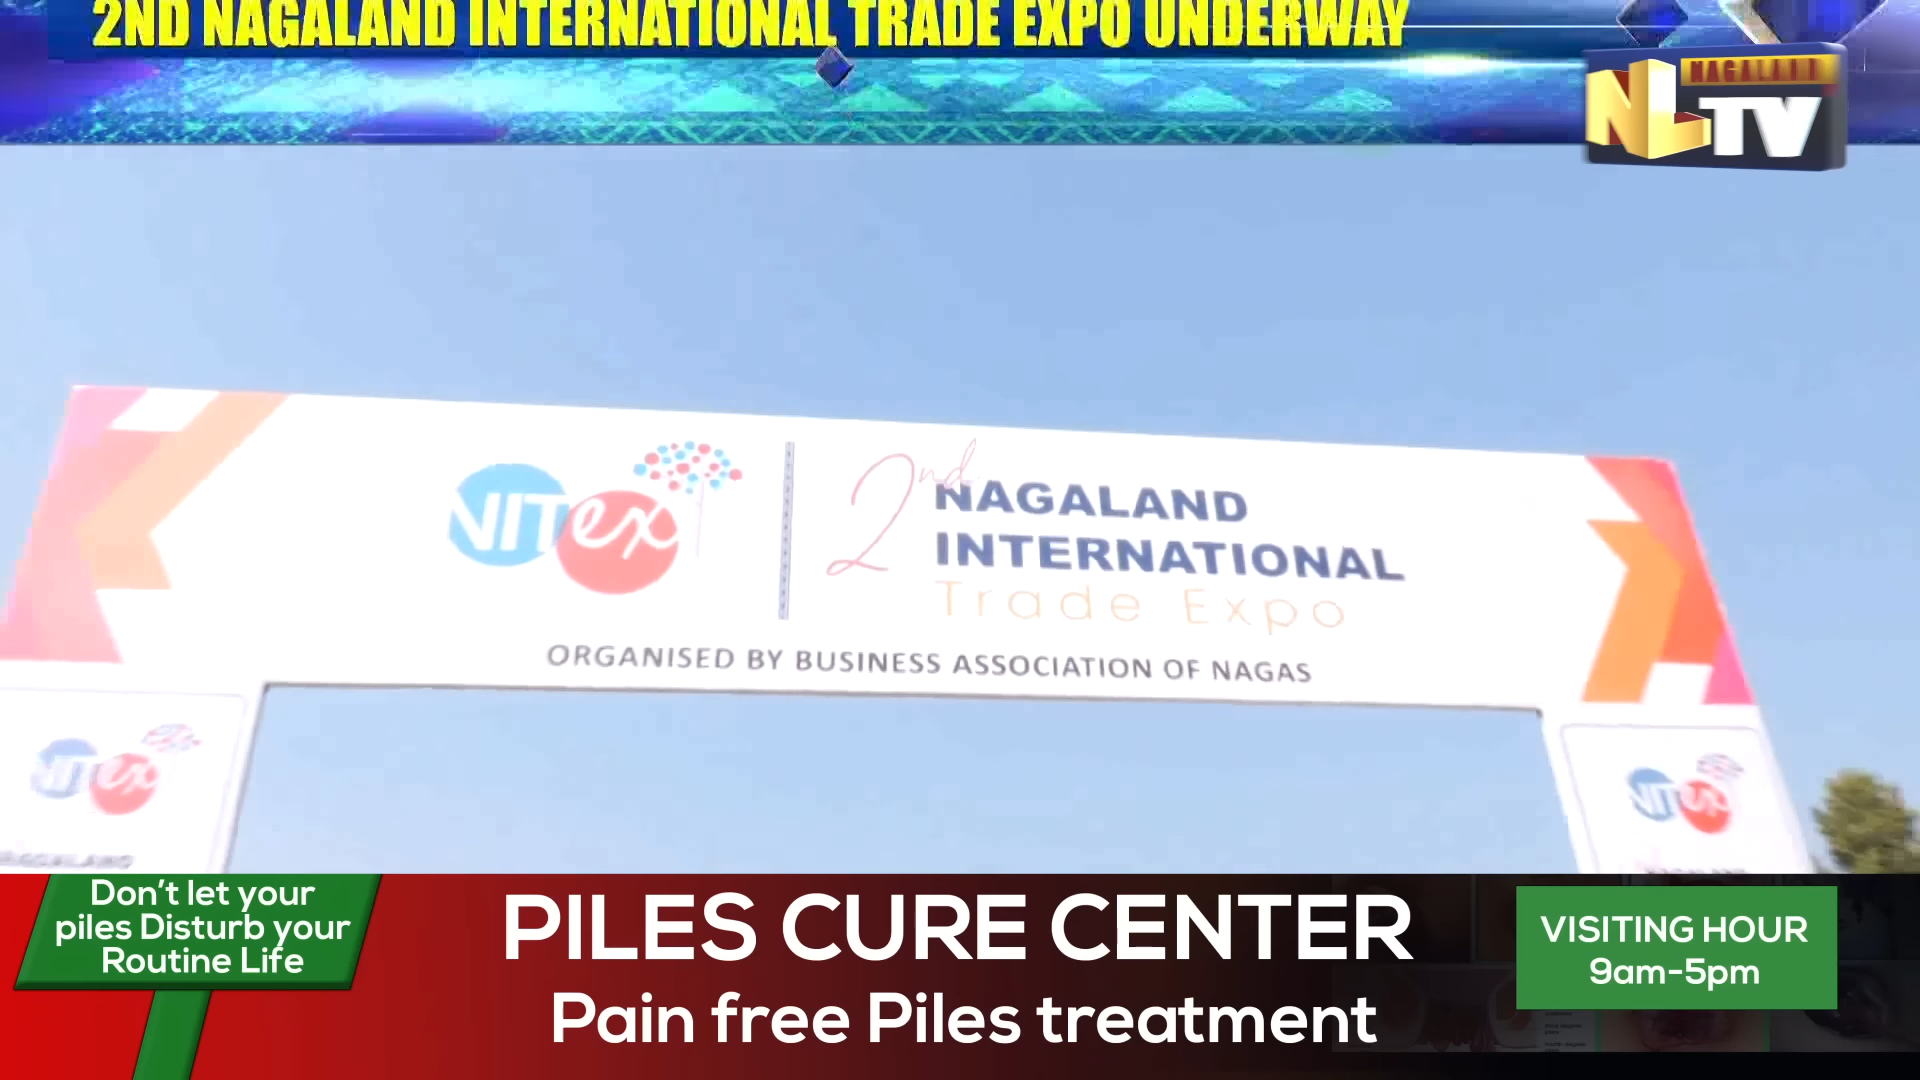 2ND NAGALAND INTERNATIONAL TRADE EXPO UNDERWAY
NAGALAND
NLTV
NITex
2nd
NAGALAND
INTERNATIONAL
Trade Expo
ORGANISED BY BUSINESS ASSOCIATION OF NAGAS
NITex
NAGALAND
NITex
NAGALAND
Don't let your
piles Disturb your
Routine Life
PILES CURE CENTER
Pain free Piles treatment
VISITING HOUR
9am-5pm